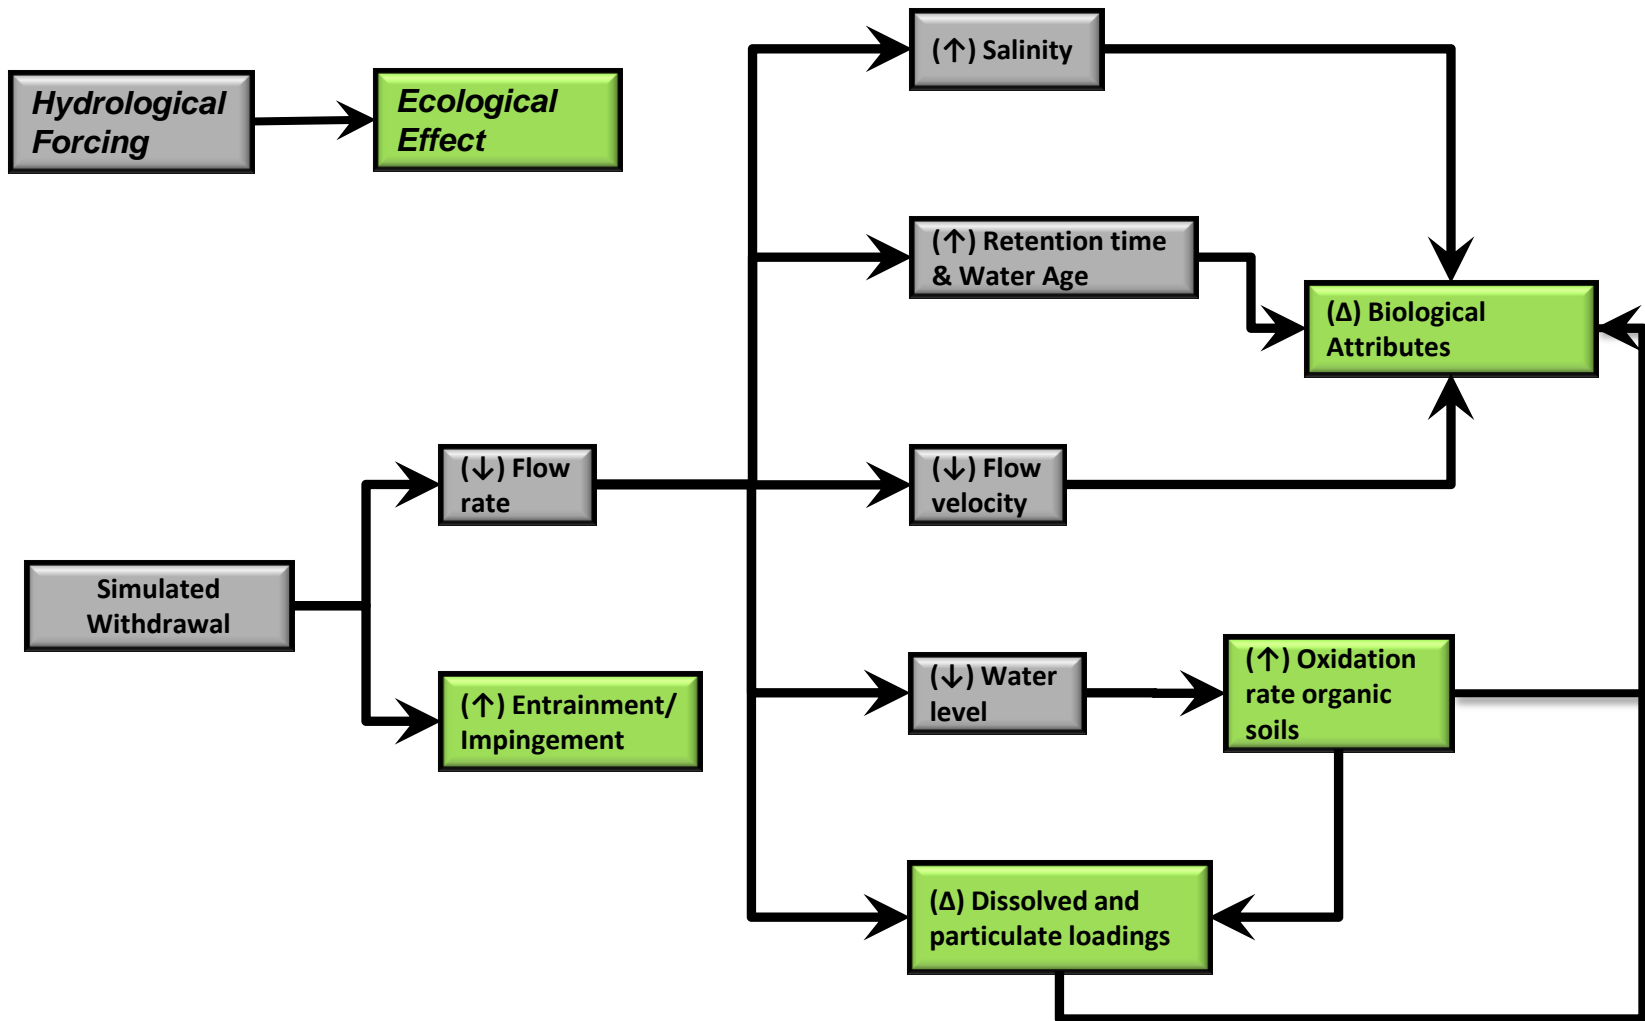 Hydrological
Forcing
Ecological
Effect
(↑) Salinity
(↑) Retention time
& Water Age
(Δ) Biological
Attributes
(↓) Flow
rate
(↓) Flow
velocity
Simulated
Withdrawal
(↑) Entrainment/
Impingement
(↓) Water
level
(↑) Oxidation
rate organic
soils
(Δ) Dissolved and
particulate loadings